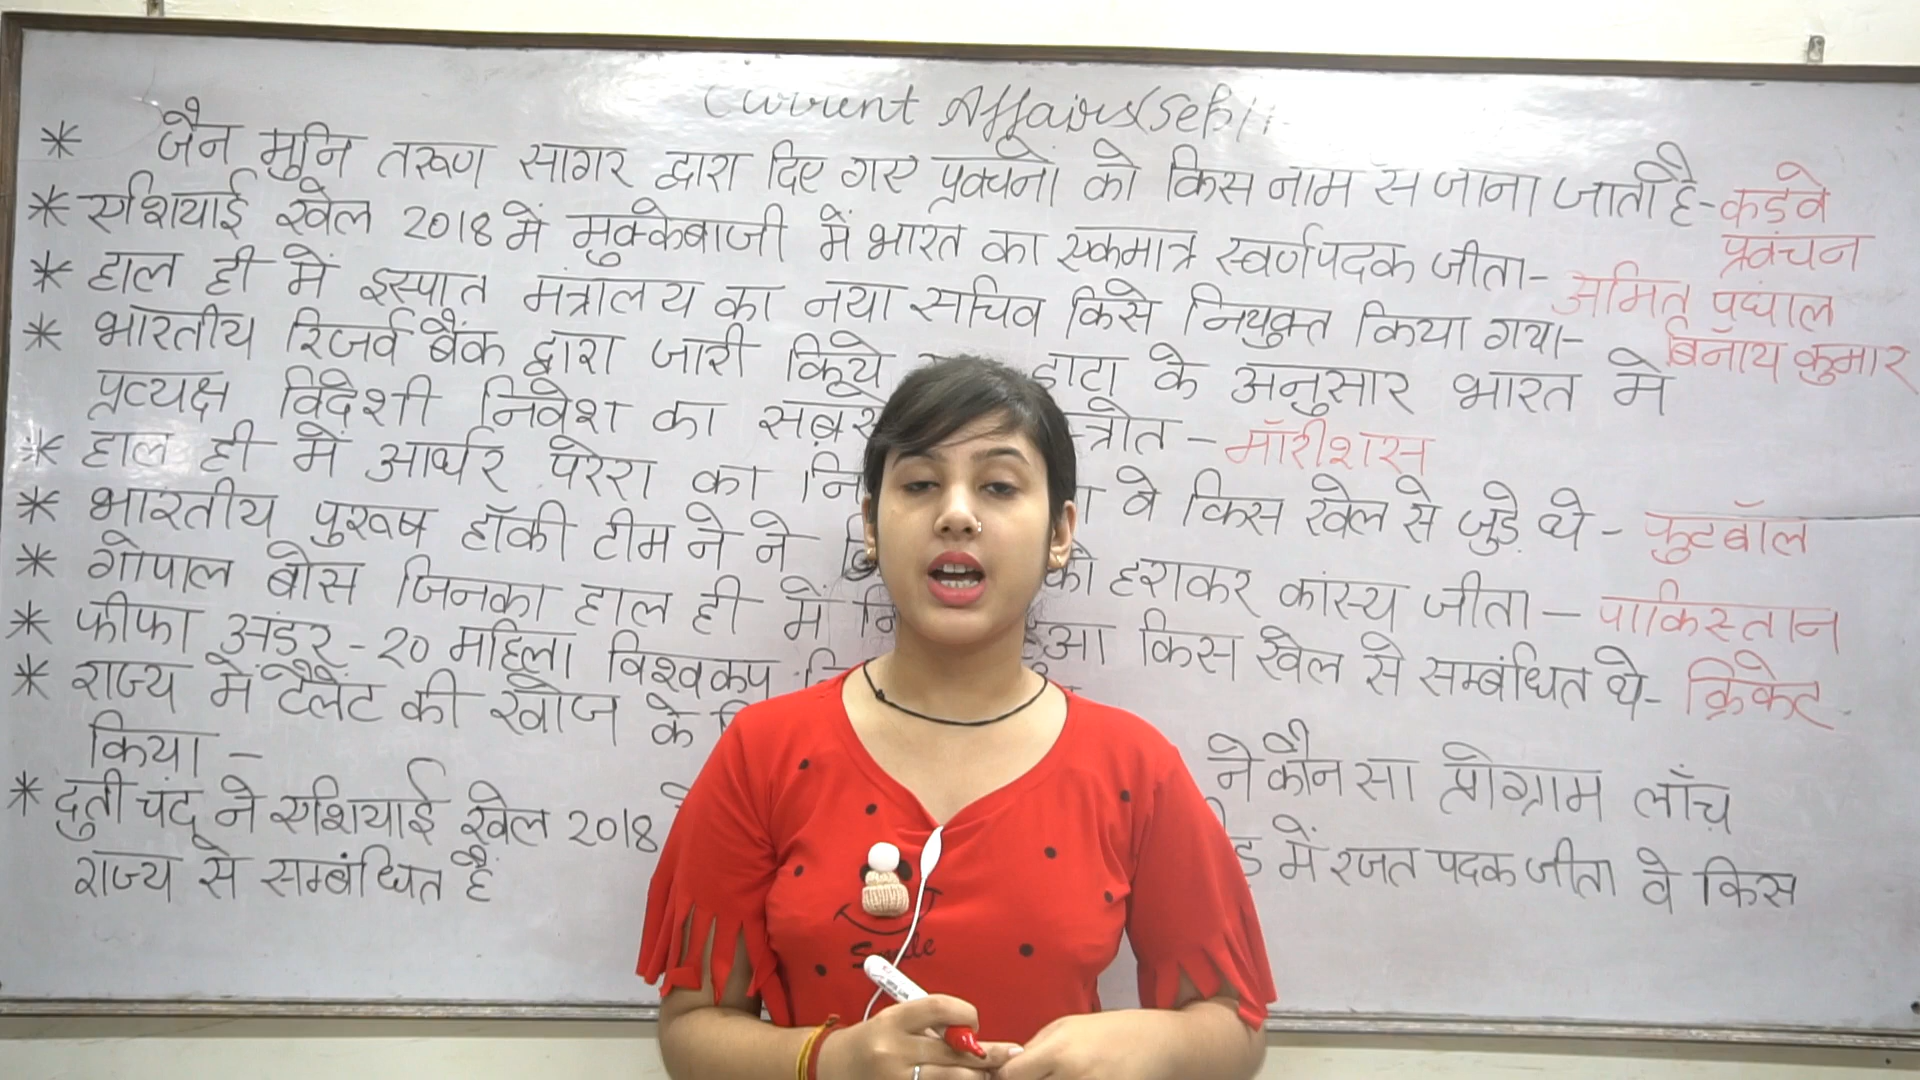 Current Affairs (Sep)
* जैन मुनि तरूण सागर द्वारा दिए गए प्रवचनों को किस नाम से जाना जाता है- कड़वे
प्रवचन
* एशियाई खेल 2018 में मुक्केबाजी में भारत का एकमात्र स्वर्णपदक जीता- अमित पंघाल
* हाल ही में इस्पात मंत्रालय का नया सचिव किसे नियुक्त किया गया- बिनॉय कुमार
* भारतीय रिजर्व बैंक द्वारा जारी किये डाटा के अनुसार भारत में
प्रत्यक्ष विदेशी निवेश का स्त्रोत - मॉरीशस
* हाल ही में आर्थर परेरा का वे किस खेल से जुड़े थे - फुटबॉल
* भारतीय पुरूष हॉकी टीम ने ने को हराकर कांस्य जीता - पाकिस्तान
* गोपाल बोस जिनका हाल ही में हुआ किस खेल से सम्बंधित थे- क्रिकेट
* फीफा अंडर - 20 महिला विश्वकप
* राज्य में टैलेंट की खोज के ने कौन सा प्रोग्राम लाँच
किया -
* दुती चंद ने एशियाई खेल 2018 में रजत पदक जीता वे किस
राज्य से सम्बंधित हैं
Smile